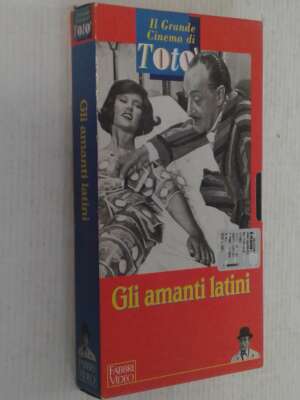 Il Grande
Cinema di
Totò
Gli amanti latini
Gli amanti latini
FABBRI
VIDEO